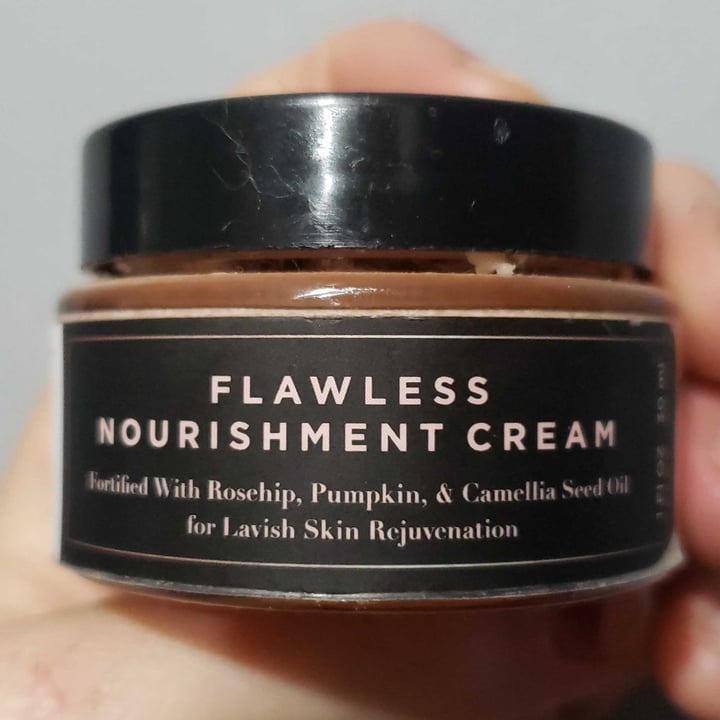 FLAWLESS
NOURISHMENT CREAM
Fortified With Rosehip, Pumpkin, & Camellia Seed Oil
for Lavish Skin Rejuvenation